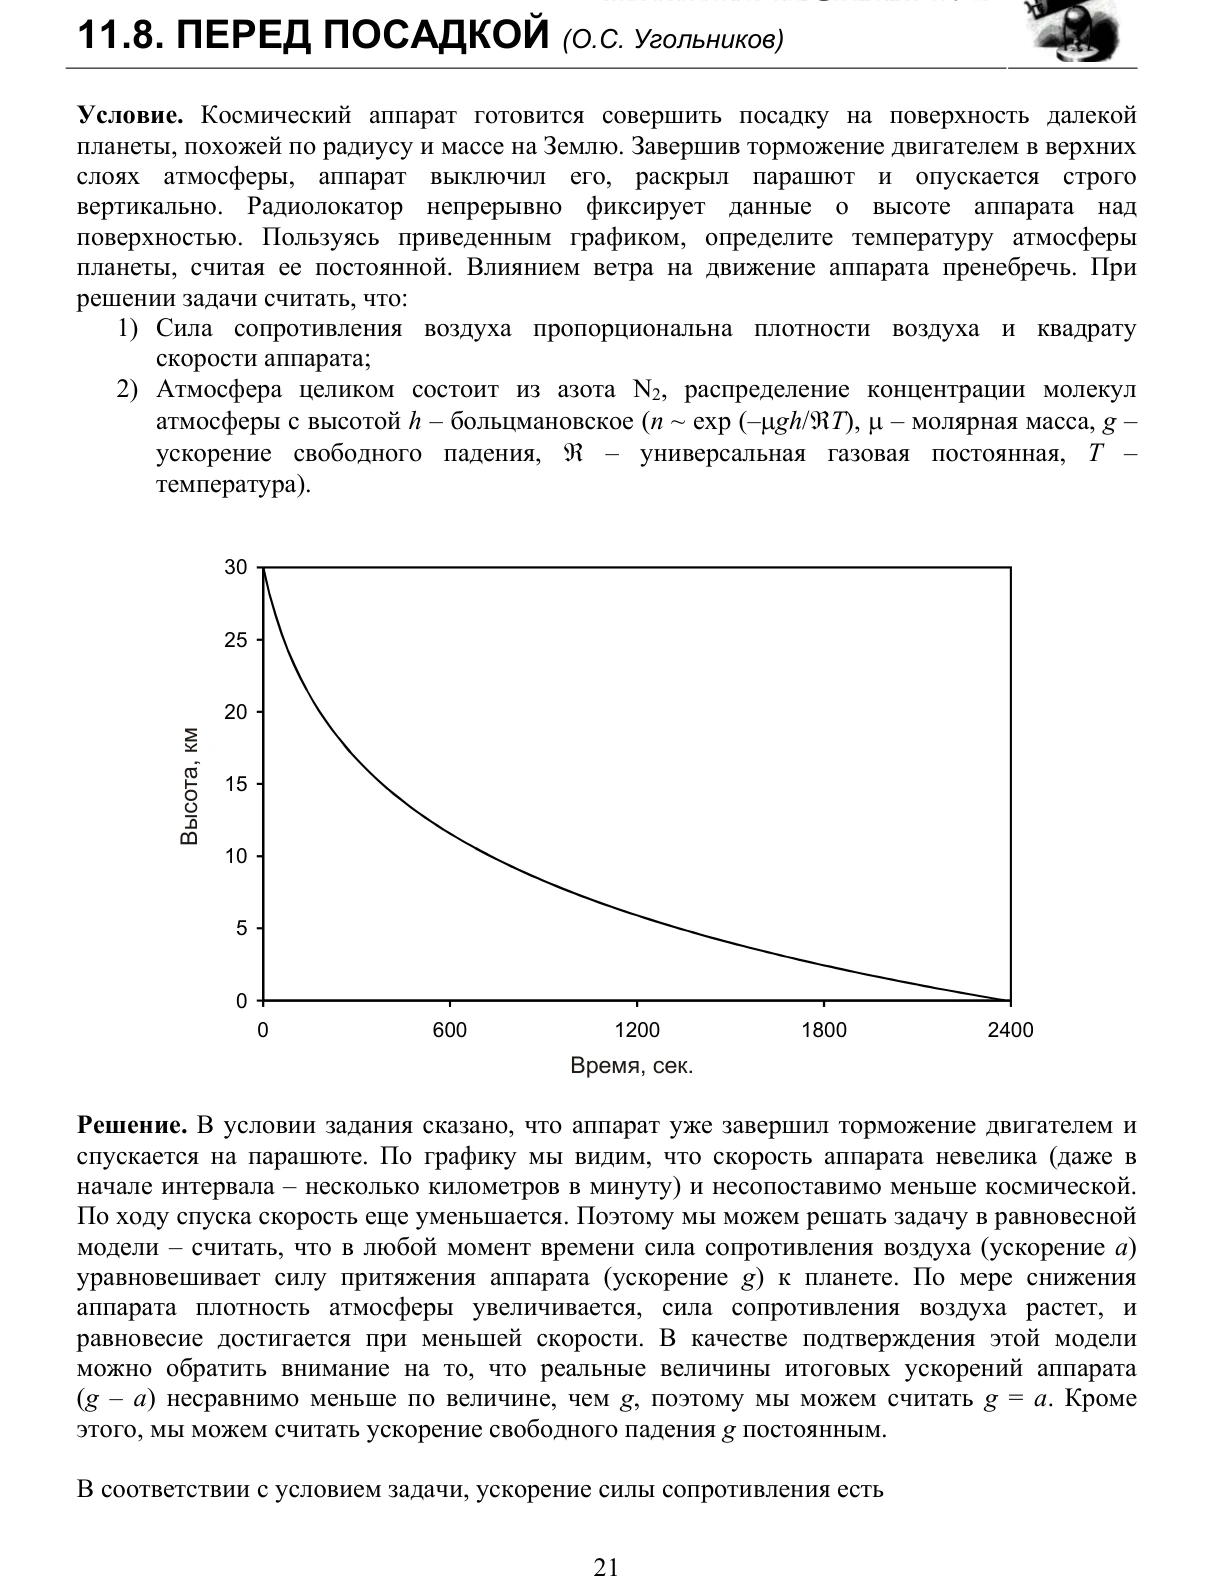 11.8. ПЕРЕД ПОСАДКОЙ (О.С. Угольников)
Условие. Космический аппарат готовится совершить посадку на поверхность далекой
планеты, похожей по радиусу и массе на Землю. Завершив торможение двигателем в верхних
слоях атмосферы, аппарат выключил его, раскрыл парашют и опускается строго
вертикально. Радиолокатор непрерывно фиксирует данные о высоте аппарата над
поверхностью. Пользуясь приведенным графиком, определите температуру атмосферы
планеты, считая ее постоянной. Влиянием ветра на движение аппарата пренебречь. При
решении задачи считать, что:
1) Сила сопротивления воздуха пропорциональна плотности воздуха и квадрату
скорости аппарата;
2) Атмосфера целиком состоит из азота N₂, распределение концентрации молекул
атмосферы с высотой h – больцмановское (n ~ exp (–μgh/ℜT), μ – молярная масса, g –
ускорение свободного падения, ℜ – универсальная газовая постоянная, T –
температура).
30
25
20
15
10
5
0
Высота, км
0 600 1200 1800 2400
Время, сек.
Решение. В условии задания сказано, что аппарат уже завершил торможение двигателем и
спускается на парашюте. По графику мы видим, что скорость аппарата невелика (даже в
начале интервала – несколько километров в минуту) и несопоставимо меньше космической.
По ходу спуска скорость еще уменьшается. Поэтому мы можем решать задачу в равновесной
модели – считать, что в любой момент времени сила сопротивления воздуха (ускорение a)
уравновешивает силу притяжения аппарата (ускорение g) к планете. По мере снижения
аппарата плотность атмосферы увеличивается, сила сопротивления воздуха растет, и
равновесие достигается при меньшей скорости. В качестве подтверждения этой модели
можно обратить внимание на то, что реальные величины итоговых ускорений аппарата
(g – a) несравнимо меньше по величине, чем g, поэтому мы можем считать g = a. Кроме
этого, мы можем считать ускорение свободного падения g постоянным.
В соответствии с условием задачи, ускорение силы сопротивления есть
21